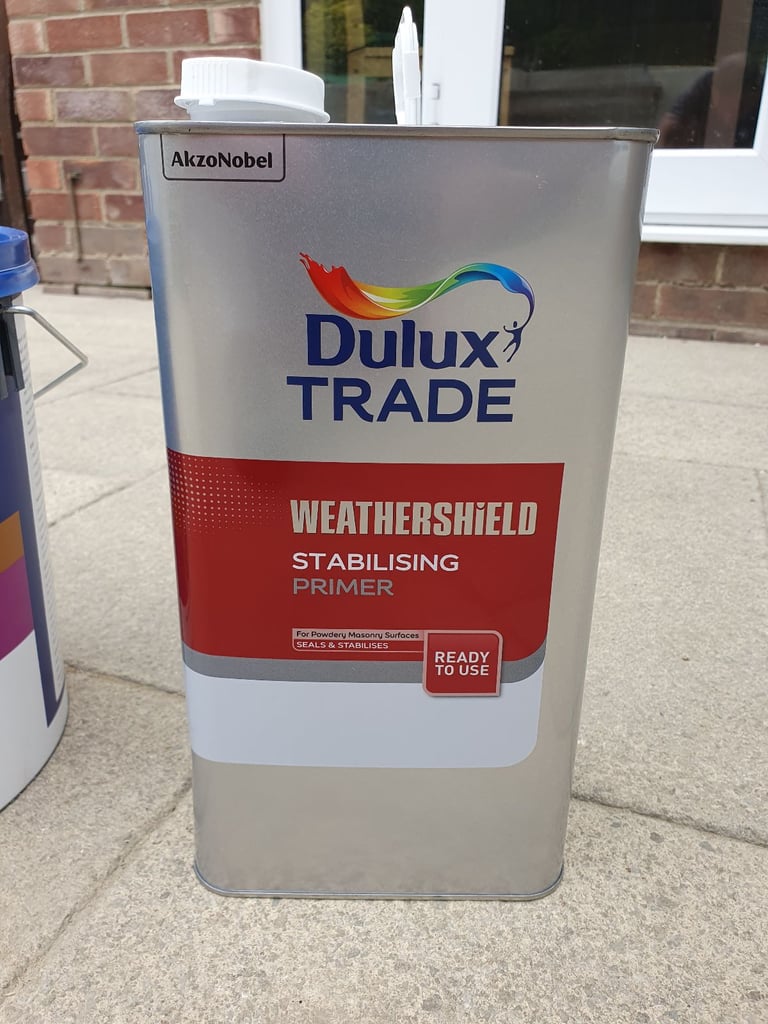 AkzoNobel
Dulux
TRADE
WEATHERSHiELD
STABILISING
PRIMER
For Powdery Masonry Surfaces
SEALS & STABILISES
READY
TO USE